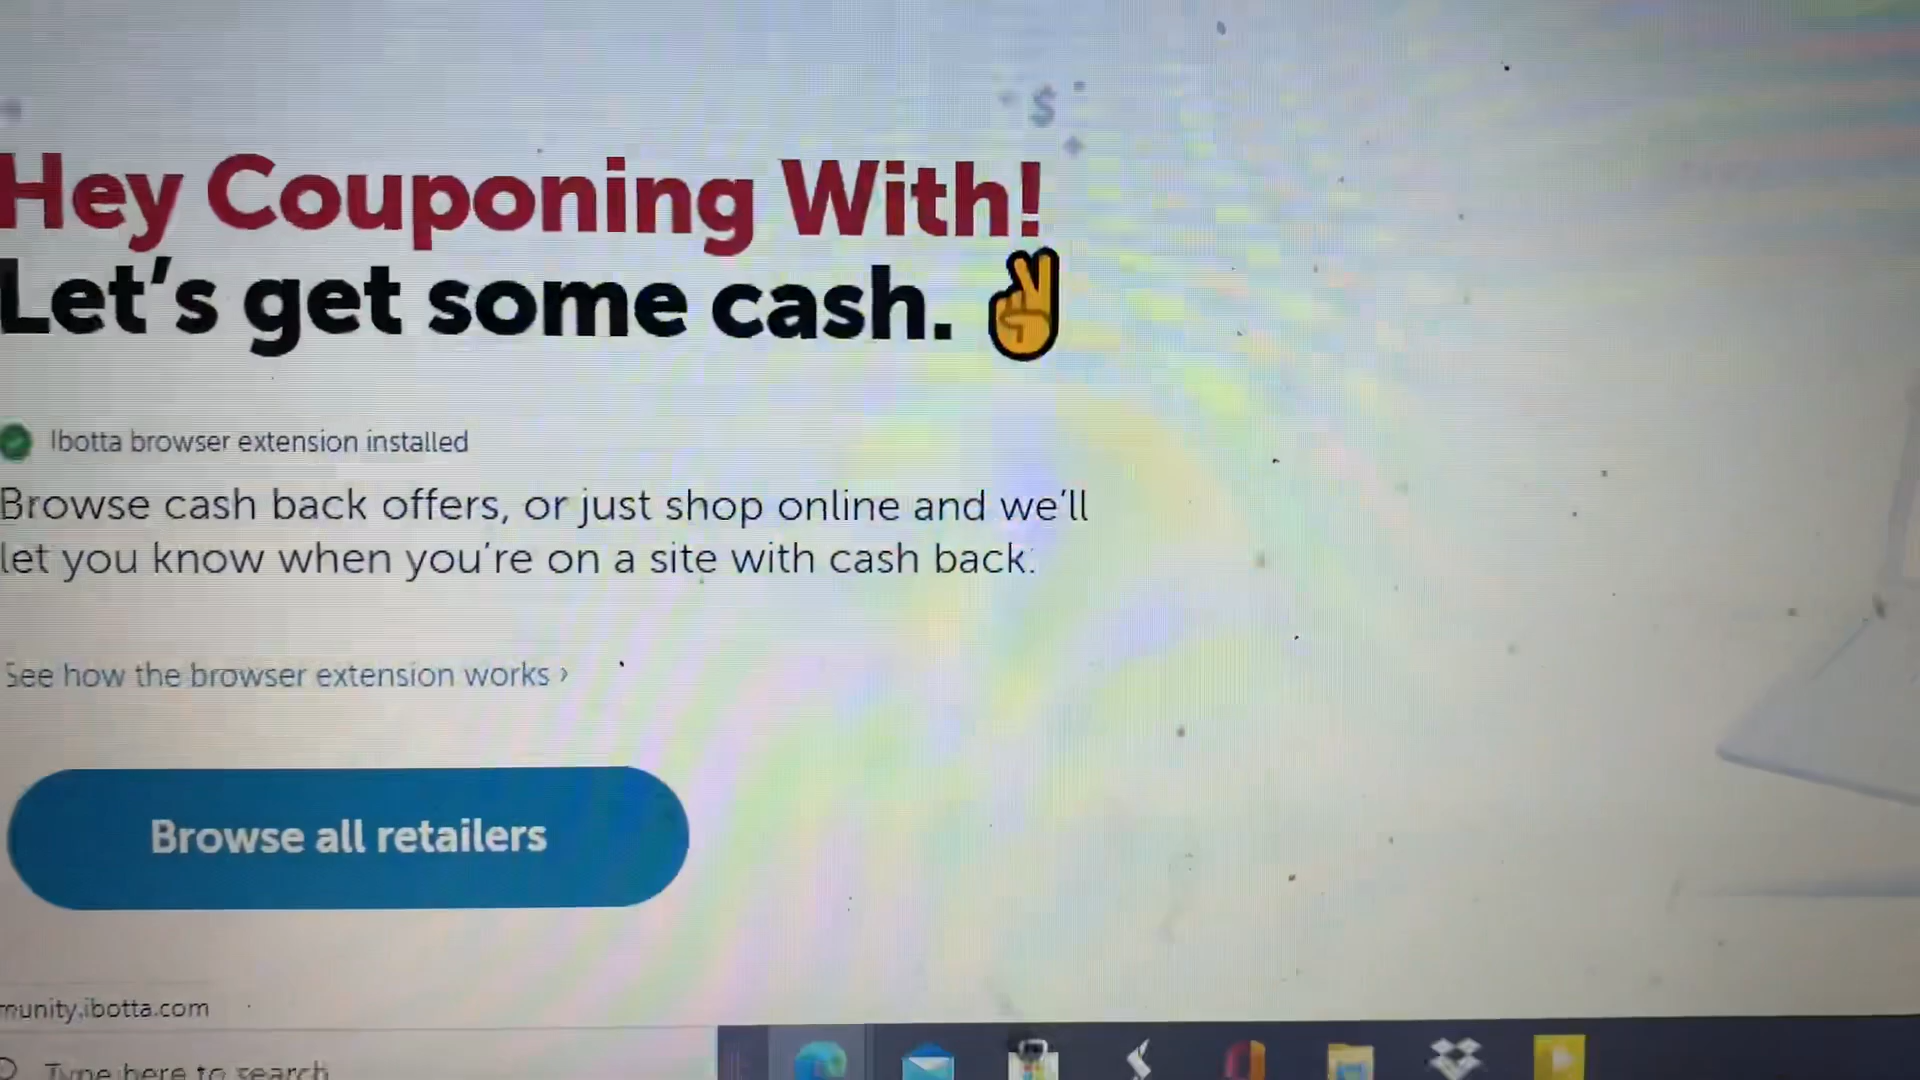 $
Hey Couponing With!
Let's get some cash. ✌
Ibotta browser extension installed
Browse cash back offers, or just shop online and we'll
let you know when you're on a site with cash back.
See how the browser extension works ›
Browse all retailers
munity.ibotta.com
Type here to search